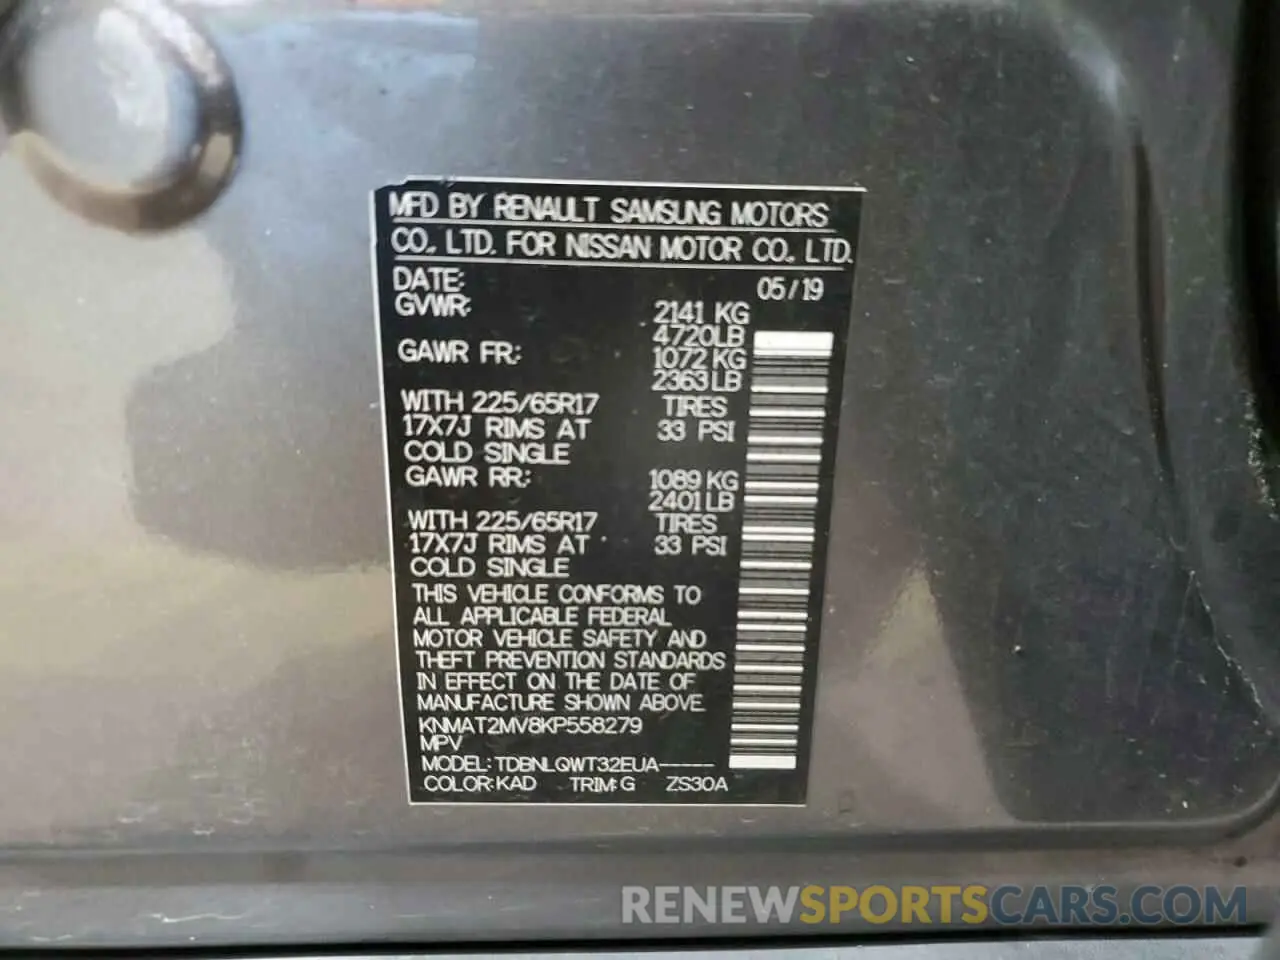 MFD BY RENAULT SAMSUNG MOTORS
CO., LTD. FOR NISSAN MOTOR CO., LTD.
DATE: 05/19
GVWR: 2141 KG
4720LB
GAWR FR: 1072 KG
2363LB
WITH 225/65R17 TIRES
17X7J RIMS AT 33 PSI
COLD SINGLE
GAWR RR: 1089 KG
2401LB
WITH 225/65R17 TIRES
17X7J RIMS AT 33 PSI
COLD SINGLE
THIS VEHICLE CONFORMS TO
ALL APPLICABLE FEDERAL
MOTOR VEHICLE SAFETY AND
THEFT PREVENTION STANDARDS
IN EFFECT ON THE DATE OF
MANUFACTURE SHOWN ABOVE.
KNMAT2MV8KP558279
MPV
MODEL: TDBNLQWT32EUA-----
COLOR: KAD TRIM: G ZS30A
RENEWSPORTSCARS.COM